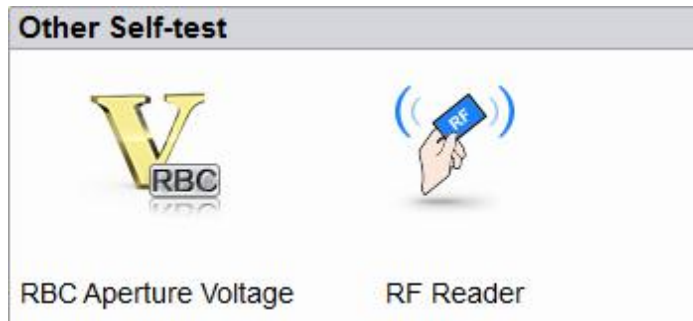 Other Self-test
V
RBC
RF
RBC Aperture Voltage
RF Reader